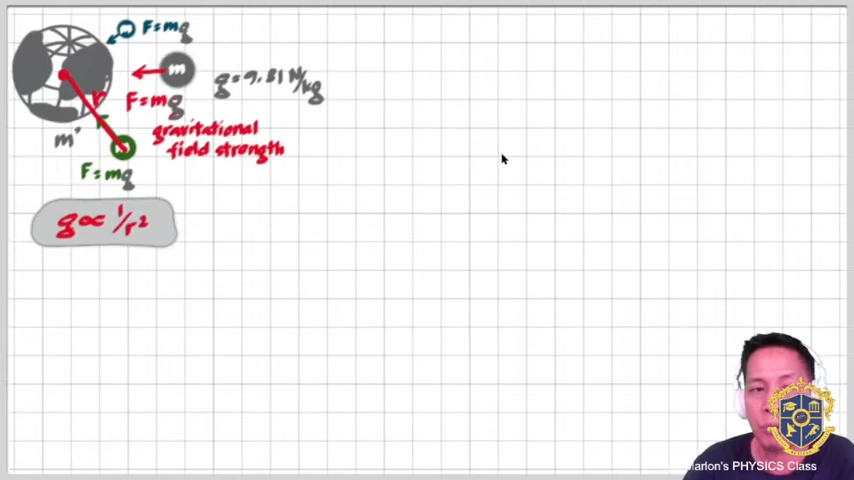 F=mg
m
g=9.81 N/kg
F=mg
gravitational
field strength
r
m'
F=mg
g∝ 1/r²
Marlon's PHYSICS Class